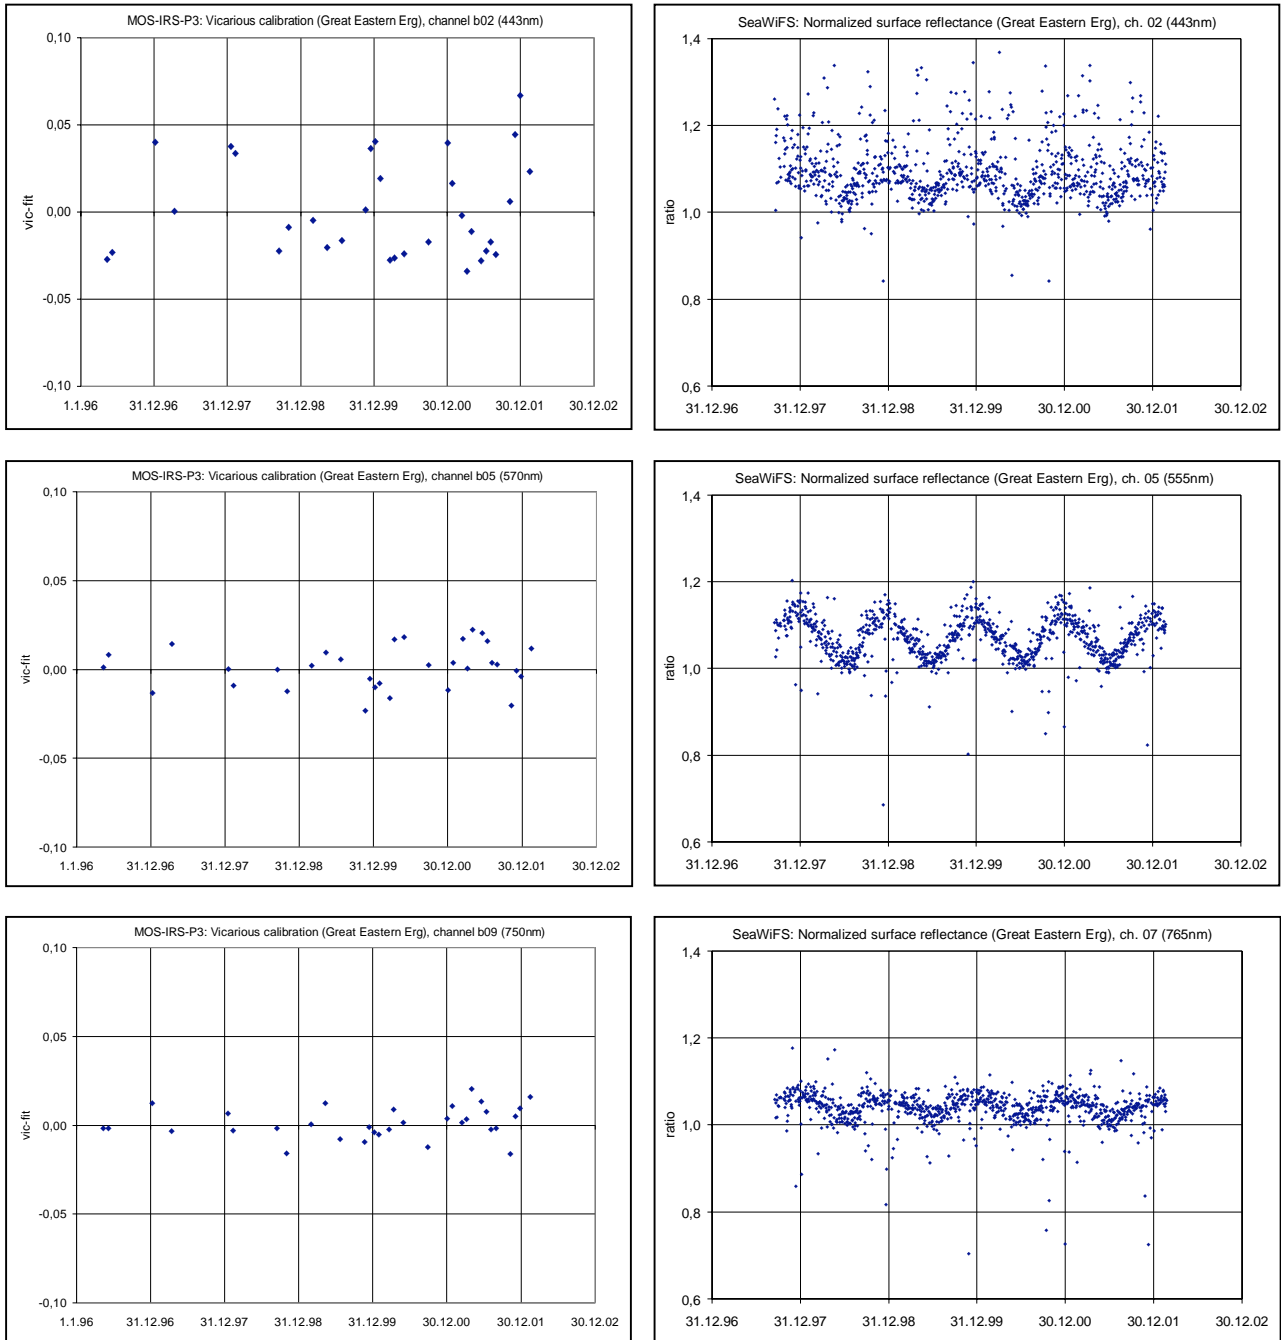 MOS-IRS-P3: Vicarious calibration (Great Eastern Erg), channel b02 (443nm)
0,10
0,05
0,00
-0,05
-0,10
vic-fit
1.1.96 31.12.96 31.12.97 31.12.98 31.12.99 30.12.00 30.12.01 30.12.02
SeaWiFS: Normalized surface reflectance (Great Eastern Erg), ch. 02 (443nm)
1,4
1,2
1,0
0,8
0,6
ratio
31.12.96 31.12.97 31.12.98 31.12.99 30.12.00 30.12.01 30.12.02
MOS-IRS-P3: Vicarious calibration (Great Eastern Erg), channel b05 (570nm)
0,10
0,05
0,00
-0,05
-0,10
vic-fit
1.1.96 31.12.96 31.12.97 31.12.98 31.12.99 30.12.00 30.12.01 30.12.02
SeaWiFS: Normalized surface reflectance (Great Eastern Erg), ch. 05 (555nm)
1,4
1,2
1,0
0,8
0,6
ratio
31.12.96 31.12.97 31.12.98 31.12.99 30.12.00 30.12.01 30.12.02
MOS-IRS-P3: Vicarious calibration (Great Eastern Erg), channel b09 (750nm)
0,10
0,05
0,00
-0,05
-0,10
vic-fit
1.1.96 31.12.96 31.12.97 31.12.98 31.12.99 30.12.00 30.12.01 30.12.02
SeaWiFS: Normalized surface reflectance (Great Eastern Erg), ch. 07 (765nm)
1,4
1,2
1,0
0,8
0,6
ratio
31.12.96 31.12.97 31.12.98 31.12.99 30.12.00 30.12.01 30.12.02